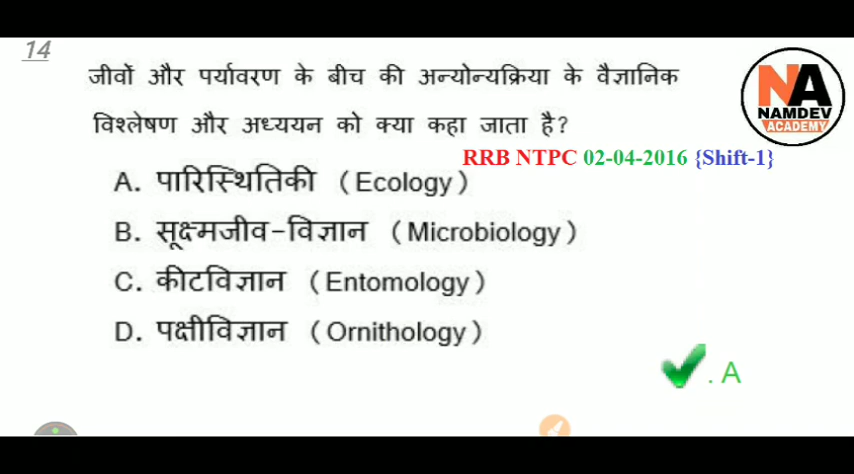 14
जीवों और पर्यावरण के बीच की अन्योन्यक्रिया के वैज्ञानिक
विश्लेषण और अध्ययन को क्या कहा जाता है?
NA
NAMDEV
ACADEMY
RRB NTPC 02-04-2016 {Shift-1}
A. पारिस्थितिकी (Ecology)
B. सूक्ष्मजीव-विज्ञान (Microbiology)
C. कीटविज्ञान (Entomology)
D. पक्षीविज्ञान (Ornithology)
. A